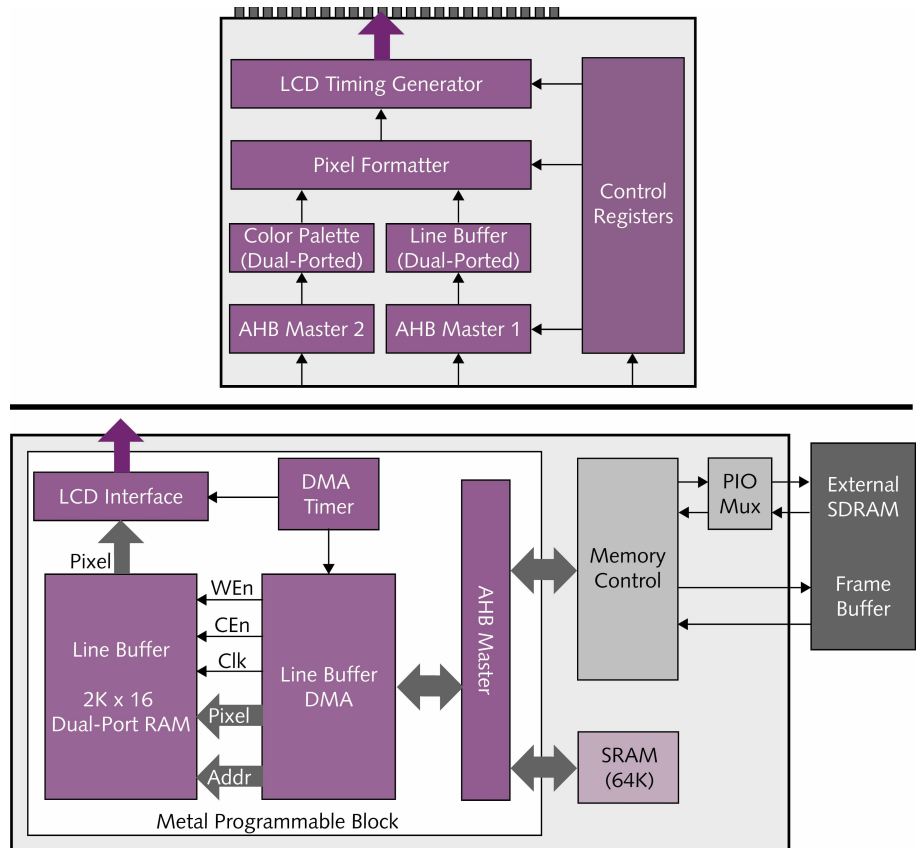 LCD Timing Generator
Pixel Formatter
Control
Registers
Color Palette
(Dual-Ported)
Line Buffer
(Dual-Ported)
AHB Master 2
AHB Master 1
LCD Interface
DMA
Timer
PIO
Mux
External
SDRAM
Frame
Buffer
Memory
Control
AHB Master
Pixel
WEn
CEn
Clk
Pixel
Addr
Line Buffer
2K x 16
Dual-Port RAM
Line Buffer
DMA
SRAM
(64K)
Metal Programmable Block